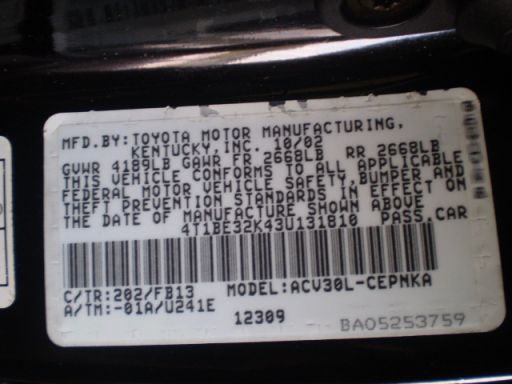 MFD.BY:TOYOTA MOTOR MANUFACTURING,
KENTUCKY,INC. 10/02
GVWR 4189LB GAWR FR 2668LB RR 2668LB
THIS VEHICLE CONFORMS TO ALL APPLICABLE
FEDERAL MOTOR VEHICLE SAFETY, BUMPER AND
THEFT PREVENTION STANDARDS IN EFFECT ON
THE DATE OF MANUFACTURE SHOWN ABOVE
4T1BE32K43U131810 PASS.CAR
C/TR:202/FB13 MODEL:ACV30L-CEPNKA
A/TM:-01A/U241E
12309 BA05253759